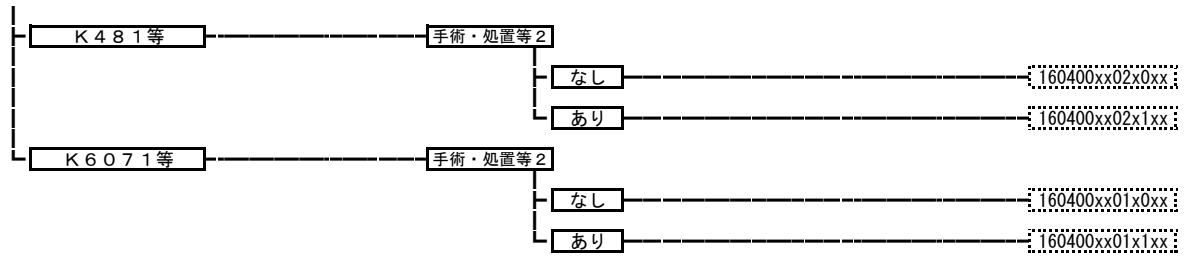 Ｋ４８１等 手術・処置等２
なし 160400xx02x0xx
あり 160400xx02x1xx
Ｋ６０７１等 手術・処置等２
なし 160400xx01x0xx
あり 160400xx01x1xx